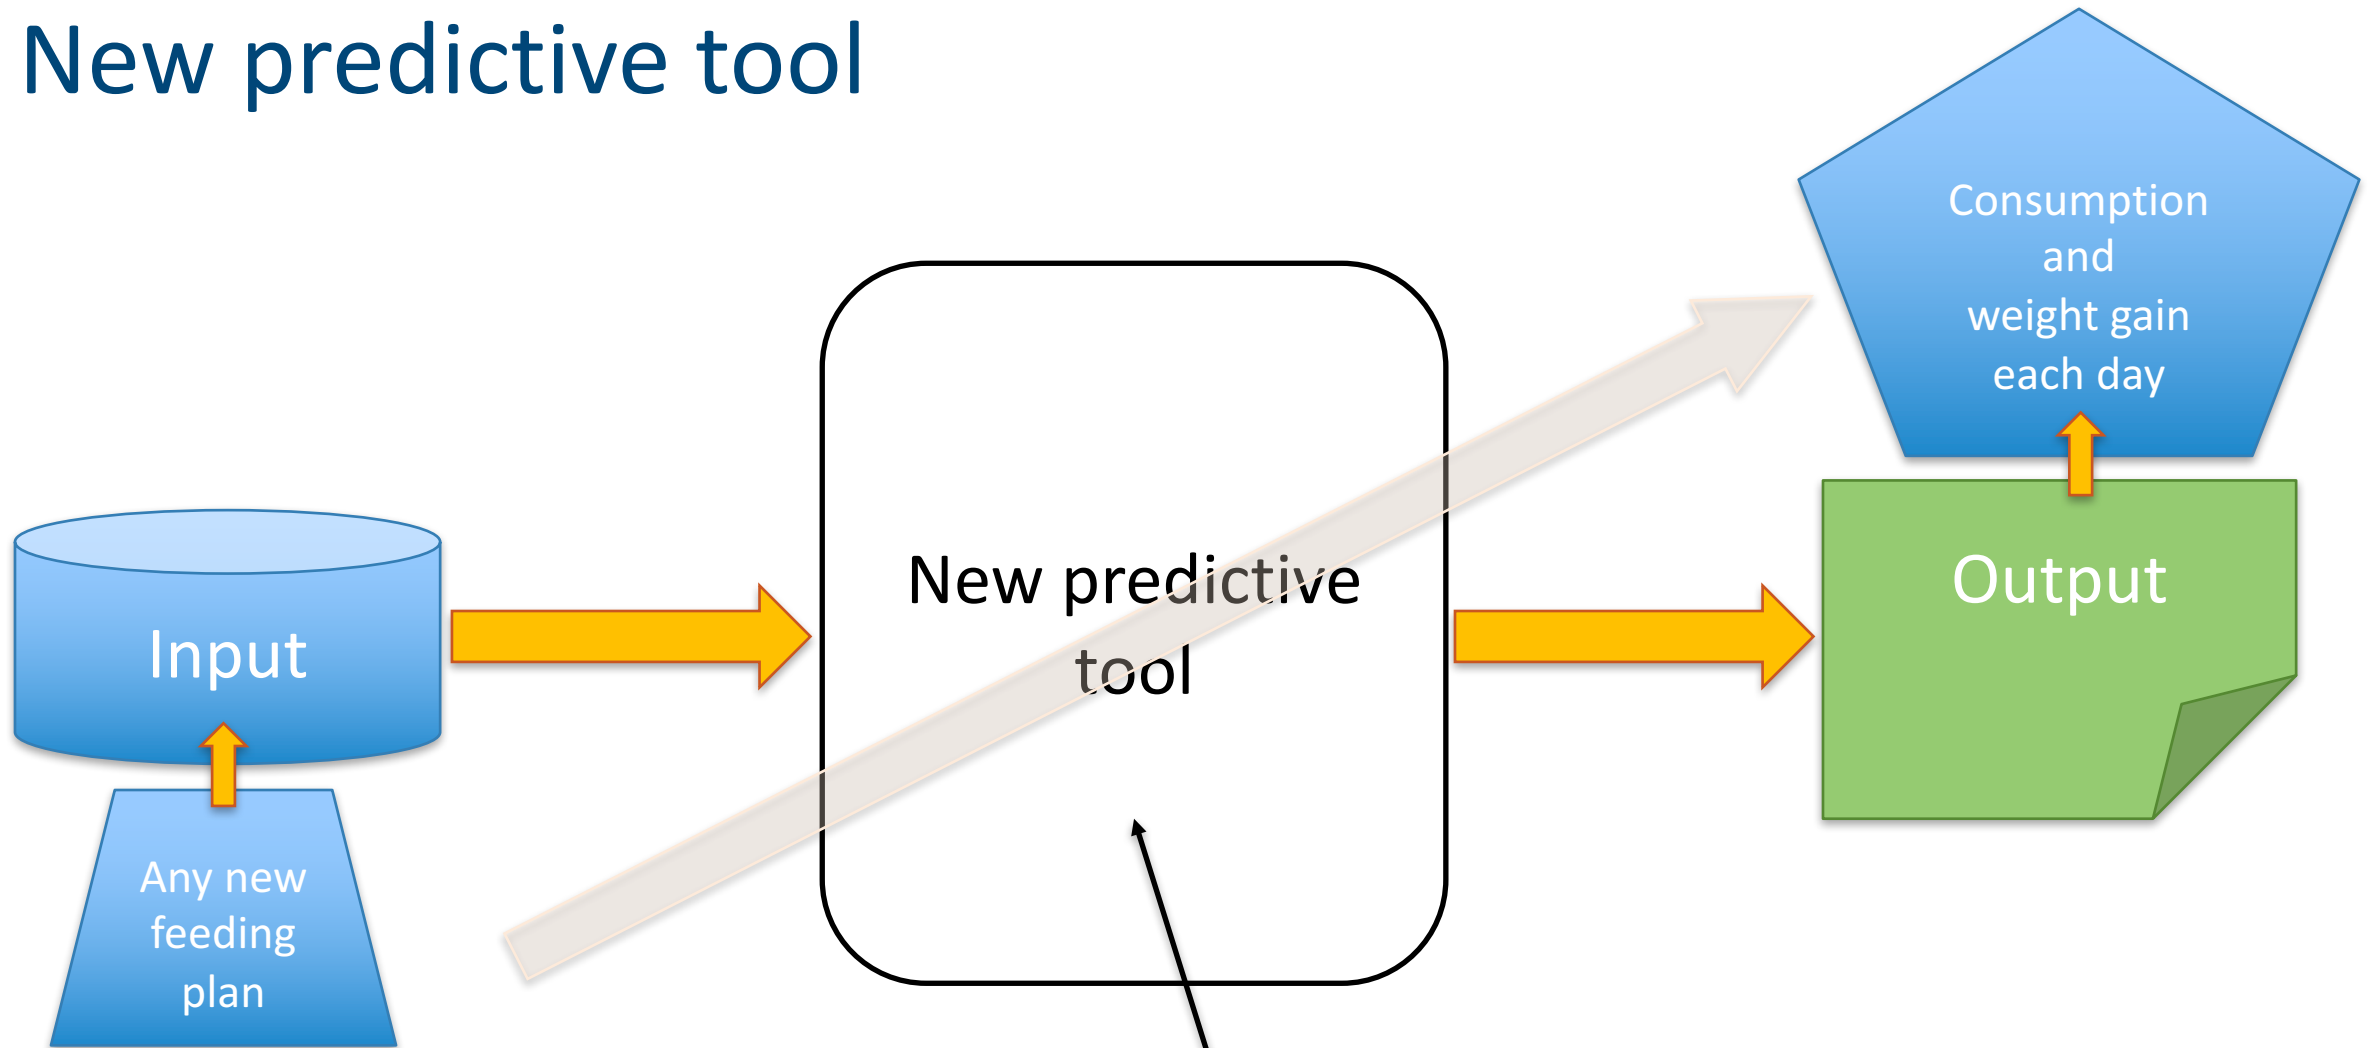 New predictive tool
Consumption
and
weight gain
each day
New predictive
tool
Output
Input
Any new
feeding
plan